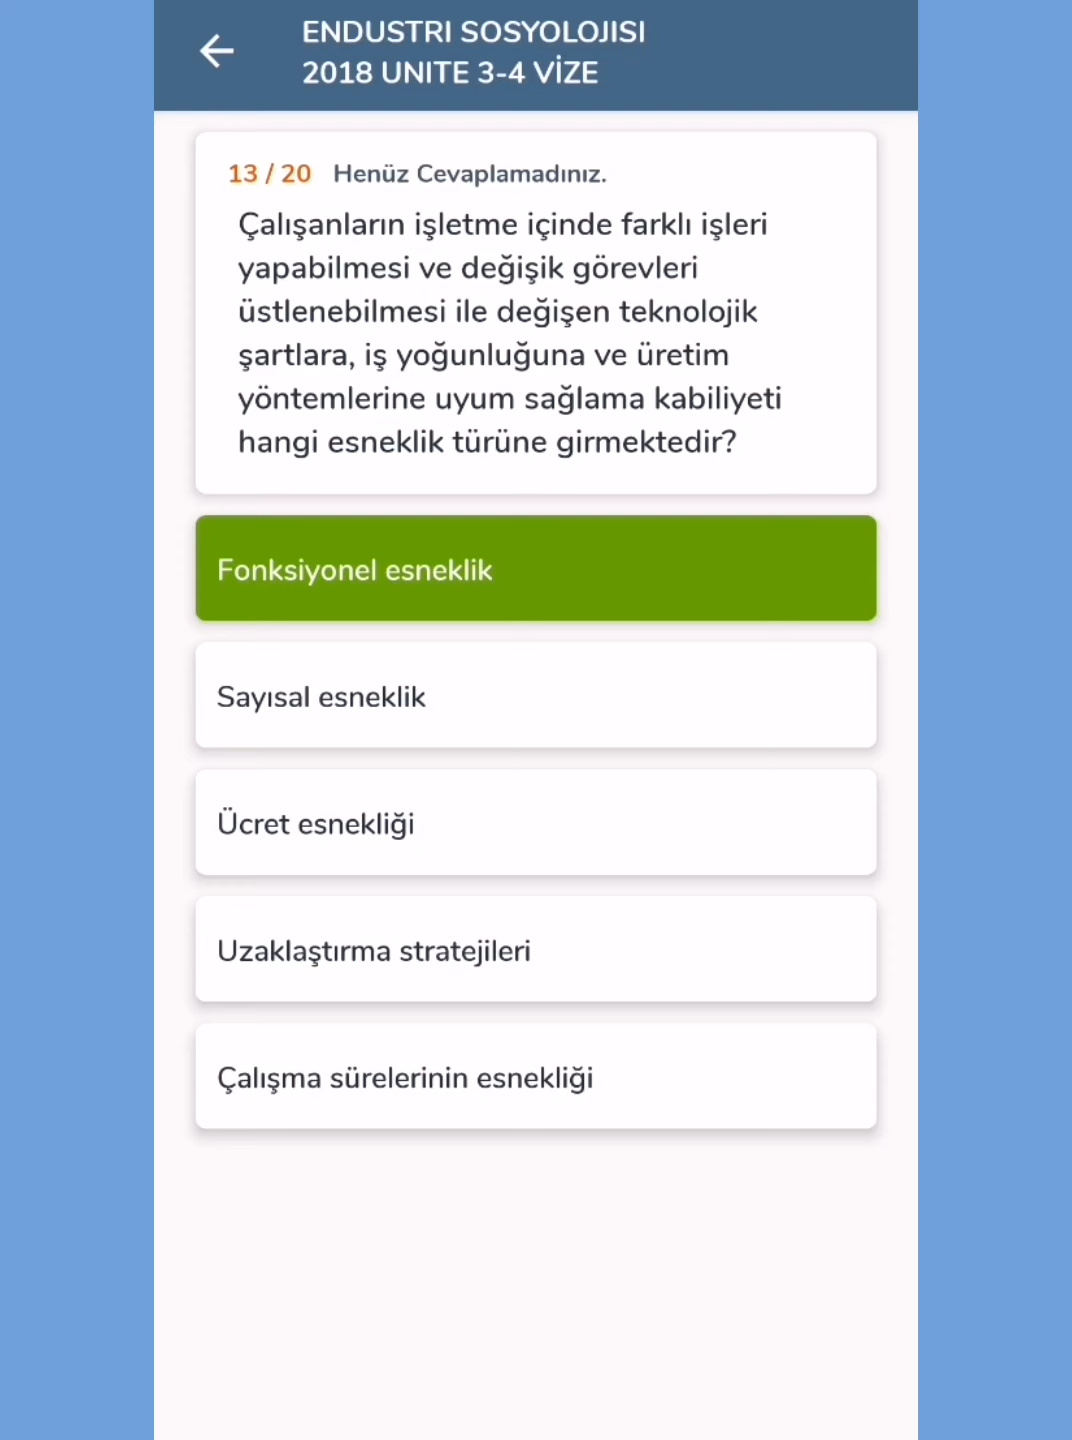 ENDUSTRI SOSYOLOJISI
2018 UNITE 3-4 VİZE
13 / 20 Henüz Cevaplamadınız.
Çalışanların işletme içinde farklı işleri
yapabilmesi ve değişik görevleri
üstlenebilmesi ile değişen teknolojik
şartlara, iş yoğunluğuna ve üretim
yöntemlerine uyum sağlama kabiliyeti
hangi esneklik türüne girmektedir?
Fonksiyonel esneklik
Sayısal esneklik
Ücret esnekliği
Uzaklaştırma stratejileri
Çalışma sürelerinin esnekliği